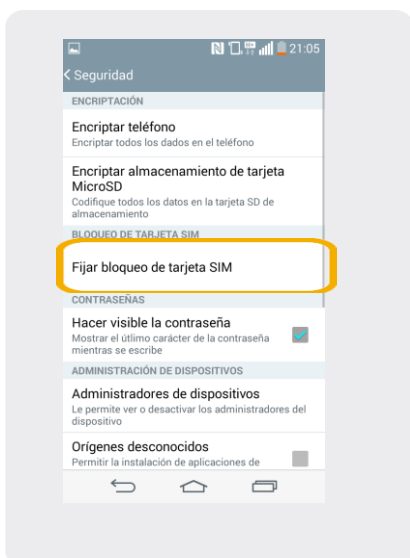 21:05
Seguridad
ENCRIPTACIÓN
Encriptar teléfono
Encriptar todos los dados en el teléfono
Encriptar almacenamiento de tarjeta
MicroSD
Codifique todos los datos en la tarjeta SD de
almacenamiento
BLOQUEO DE TARJETA SIM
Fijar bloqueo de tarjeta SIM
CONTRASEÑAS
Hacer visible la contraseña
Mostrar el útlimo carácter de la contraseña
mientras se escribe
ADMINISTRACIÓN DE DISPOSITIVOS
Administradores de dispositivos
Le permite ver o desactivar los administradores del
dispositivo
Orígenes desconocidos
Permitir la instalación de aplicaciones de